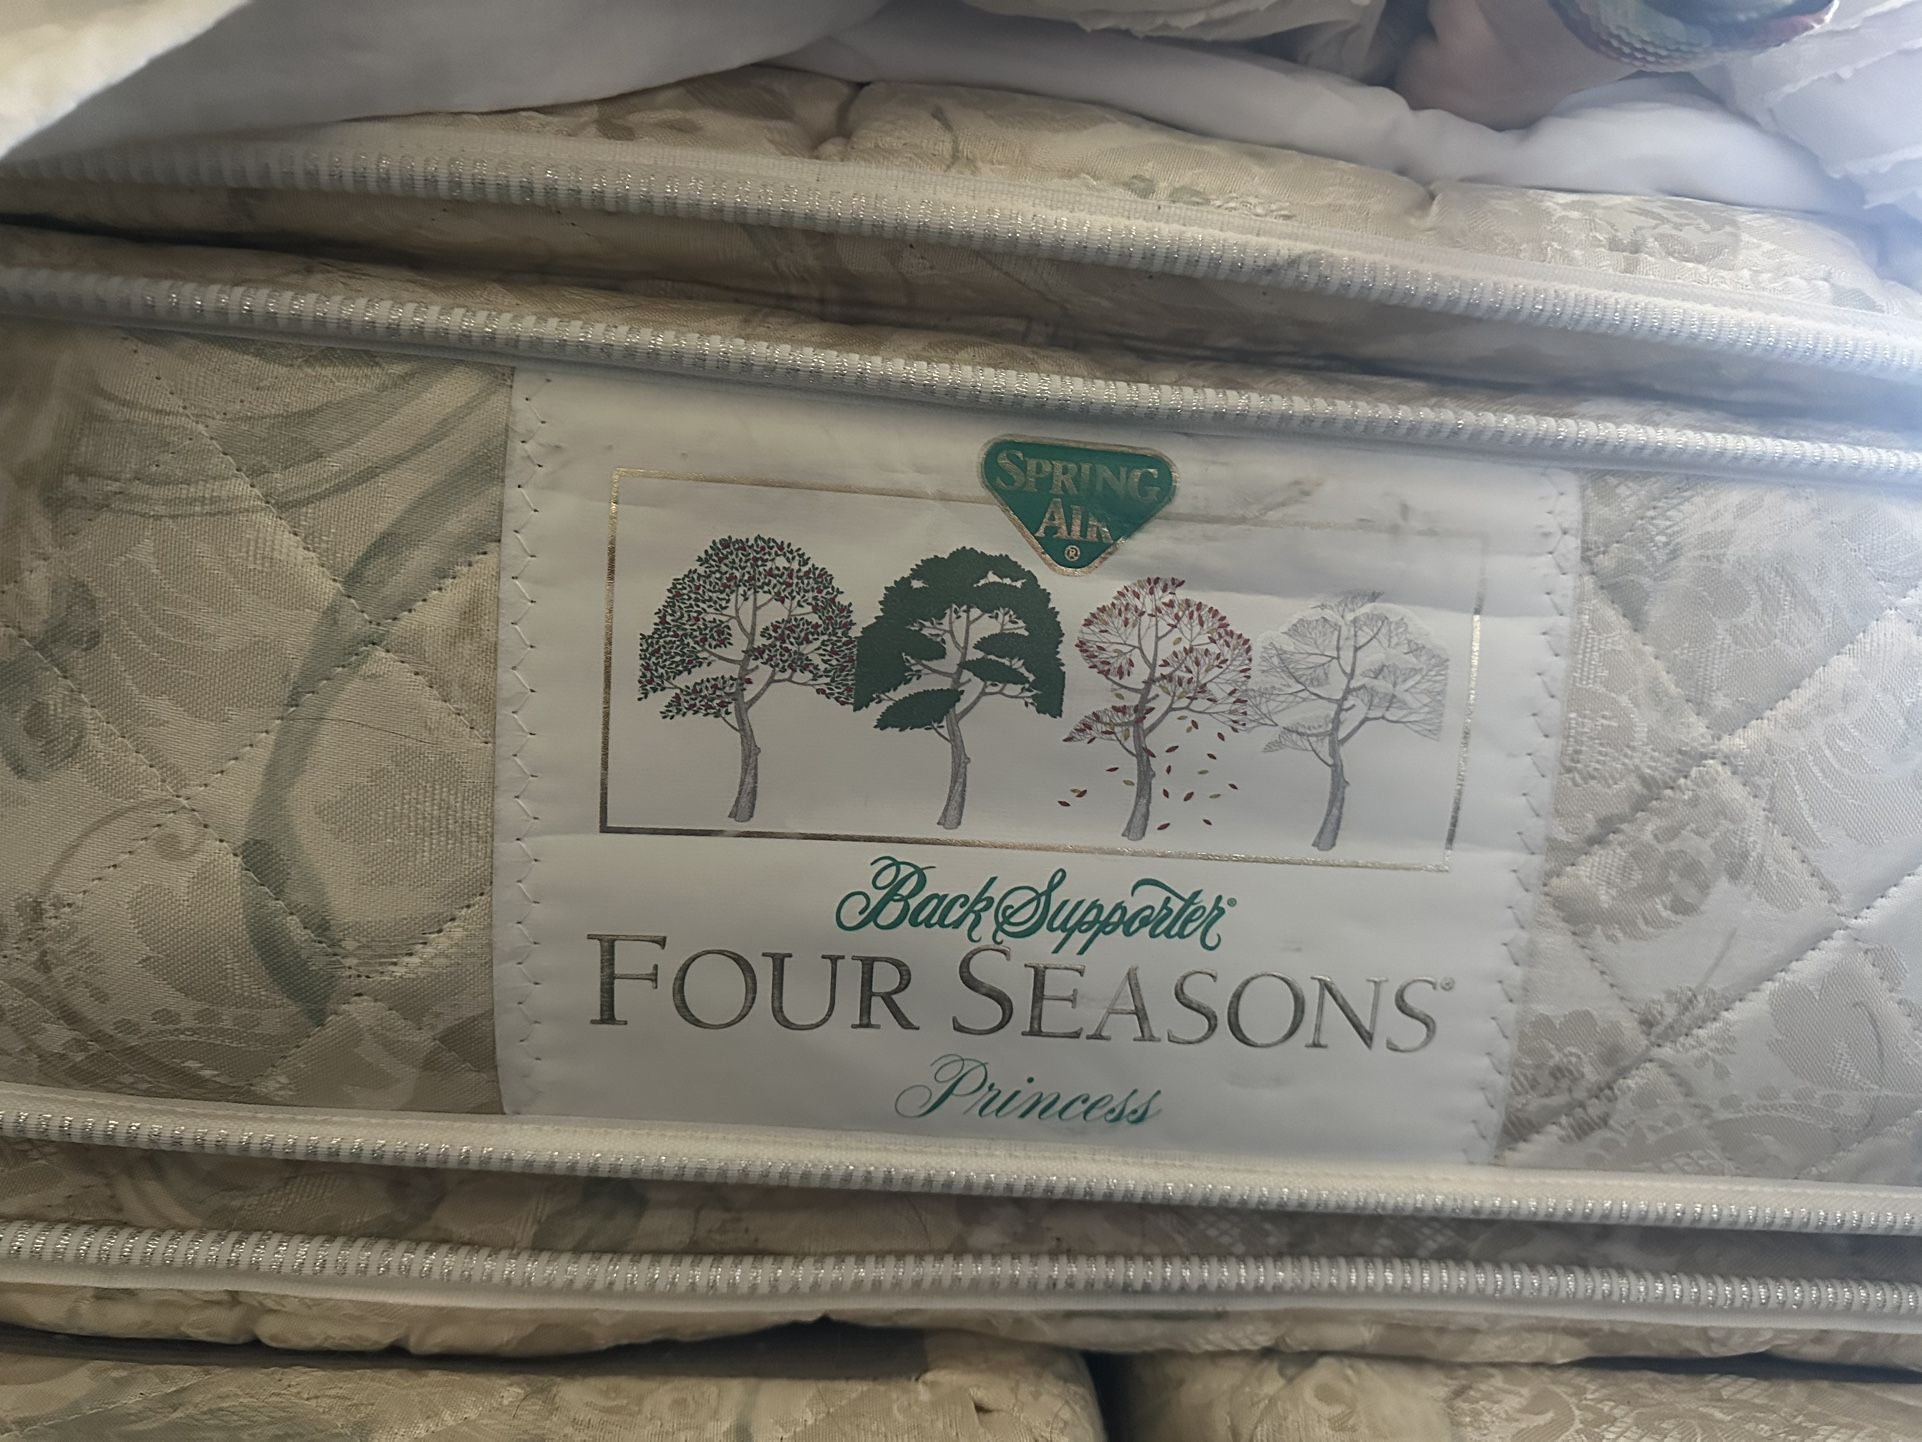 SPRING
AIR
®
Back Supporter®
FOUR SEASONS®
Princess